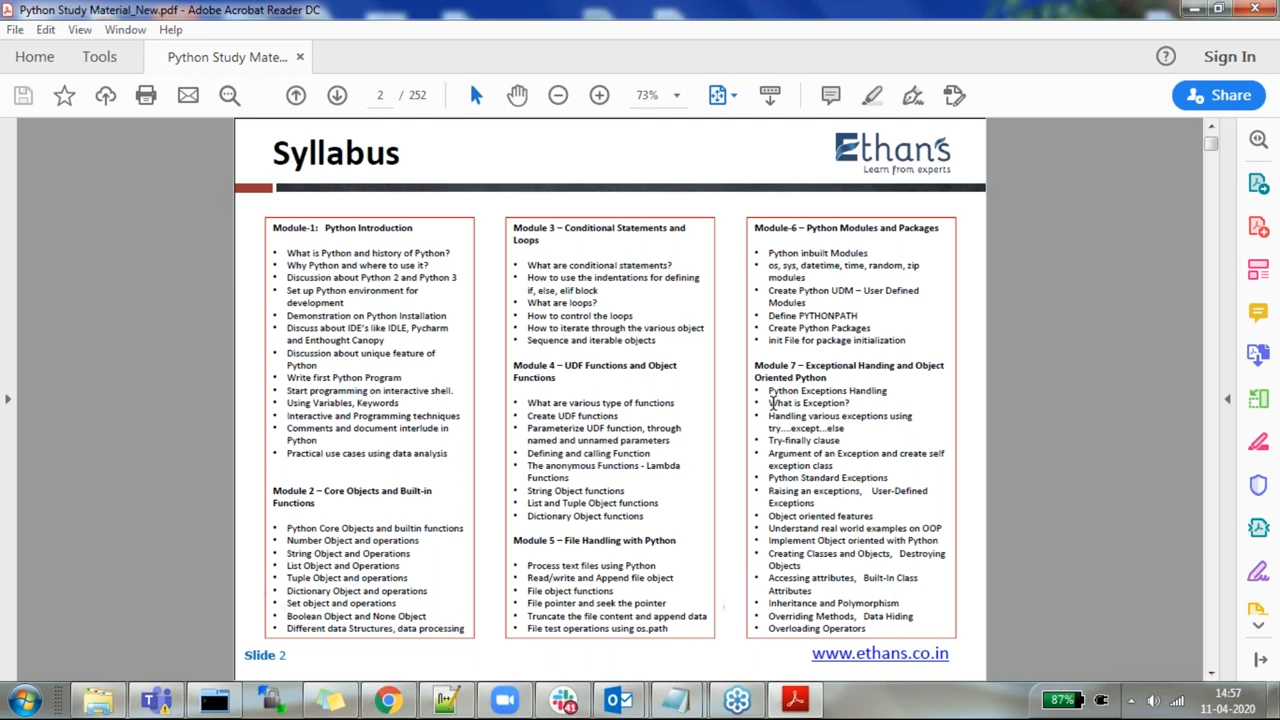 Python Study Material_New.pdf - Adobe Acrobat Reader DC
File Edit View Window Help
Home Tools Python Study Mate... × Sign In
2 / 252 73% Share
Syllabus
Ethan's
Learn from experts
Module-1: Python Introduction
• What is Python and history of Python?
• Why Python and where to use it?
• Discussion about Python 2 and Python 3
• Set up Python environment for
development
• Demonstration on Python Installation
• Discuss about IDE's like IDLE, Pycharm
and Enthought Canopy
• Discussion about unique feature of
Python
• Write first Python Program
• Start programming on interactive shell.
• Using Variables, Keywords
• Interactive and Programming techniques
• Comments and document interlude in
Python
• Practical use cases using data analysis
Module 2 – Core Objects and Built-in
Functions
• Python Core Objects and builtin functions
• Number Object and operations
• String Object and Operations
• List Object and Operations
• Tuple Object and operations
• Dictionary Object and operations
• Set object and operations
• Boolean Object and None Object
• Different data Structures, data processing
Module 3 – Conditional Statements and
Loops
• What are conditional statements?
• How to use the indentations for defining
if, else, elif block
• What are loops?
• How to control the loops
• How to iterate through the various object
• Sequence and iterable objects
Module 4 – UDF Functions and Object
Functions
• What are various type of functions
• Create UDF functions
• Parameterize UDF function, through
named and unnamed parameters
• Defining and calling Function
• The anonymous Functions - Lambda
Functions
• String Object functions
• List and Tuple Object functions
• Dictionary Object functions
Module 5 – File Handling with Python
• Process text files using Python
• Read/write and Append file object
• File object functions
• File pointer and seek the pointer
• Truncate the file content and append data
• File test operations using os.path
Module-6 – Python Modules and Packages
• Python inbuilt Modules
• os, sys, datetime, time, random, zip
modules
• Create Python UDM – User Defined
Modules
• Define PYTHONPATH
• Create Python Packages
• init File for package initialization
Module 7 – Exceptional Handing and Object
Oriented Python
• Python Exceptions Handling
• What is Exception?
• Handling various exceptions using
try....except...else
• Try-finally clause
• Argument of an Exception and create self
exception class
• Python Standard Exceptions
• Raising an exceptions, User-Defined
Exceptions
• Object oriented features
• Understand real world examples on OOP
• Implement Object oriented with Python
• Creating Classes and Objects, Destroying
Objects
• Accessing attributes, Built-In Class
Attributes
• Inheritance and Polymorphism
• Overriding Methods, Data Hiding
• Overloading Operators
Slide 2
www.ethans.co.in
87%
14:57
11-04-2020